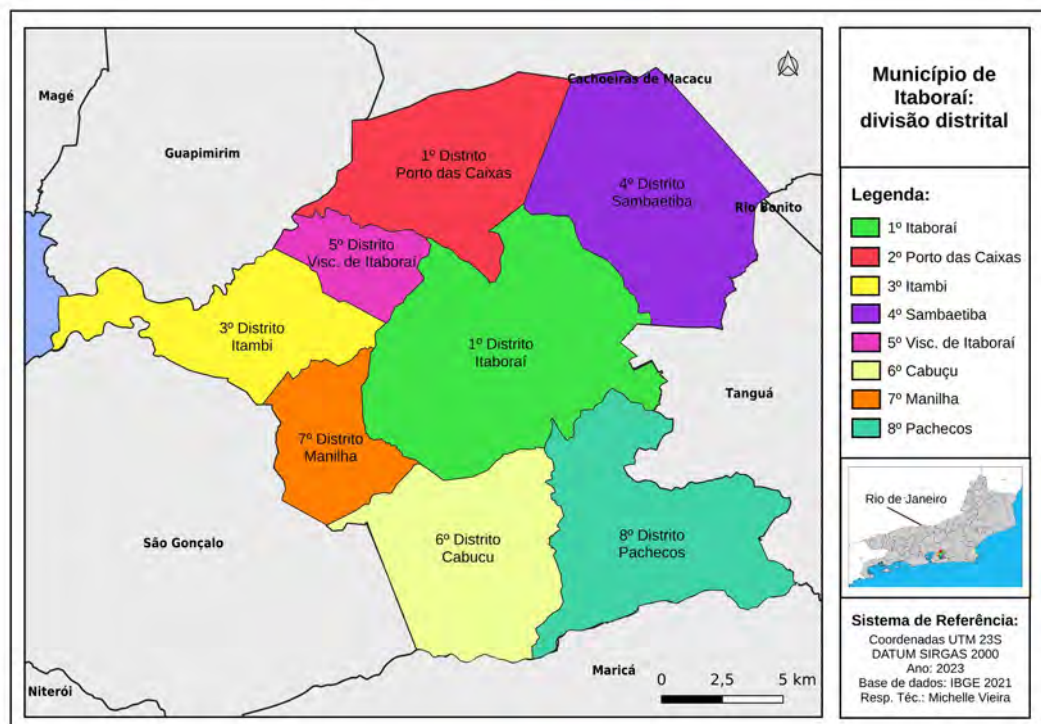 Magé
Guapimirim
Cachoeiras de Macacu
Rio Bonito
Tanguá
São Gonçalo
Niterói
Maricá
1º Distrito
Porto das Caixas
4º Distrito
Sambaetiba
5º Distrito
Visc. de Itaboraí
3º Distrito
Itambi
1º Distrito
Itaboraí
7º Distrito
Manilha
6º Distrito
Cabucu
8º Distrito
Pachecos
0 2,5 5 km
Município de
Itaboraí:
divisão distrital
Legenda:
1º Itaboraí
2º Porto das Caixas
3º Itambi
4º Sambaetiba
5º Visc. de Itaboraí
6º Cabuçu
7º Manilha
8º Pachecos
Rio de Janeiro
Sistema de Referência:
Coordenadas UTM 23S
DATUM SIRGAS 2000
Ano: 2023
Base de dados: IBGE 2021
Resp. Téc.: Michelle Vieira